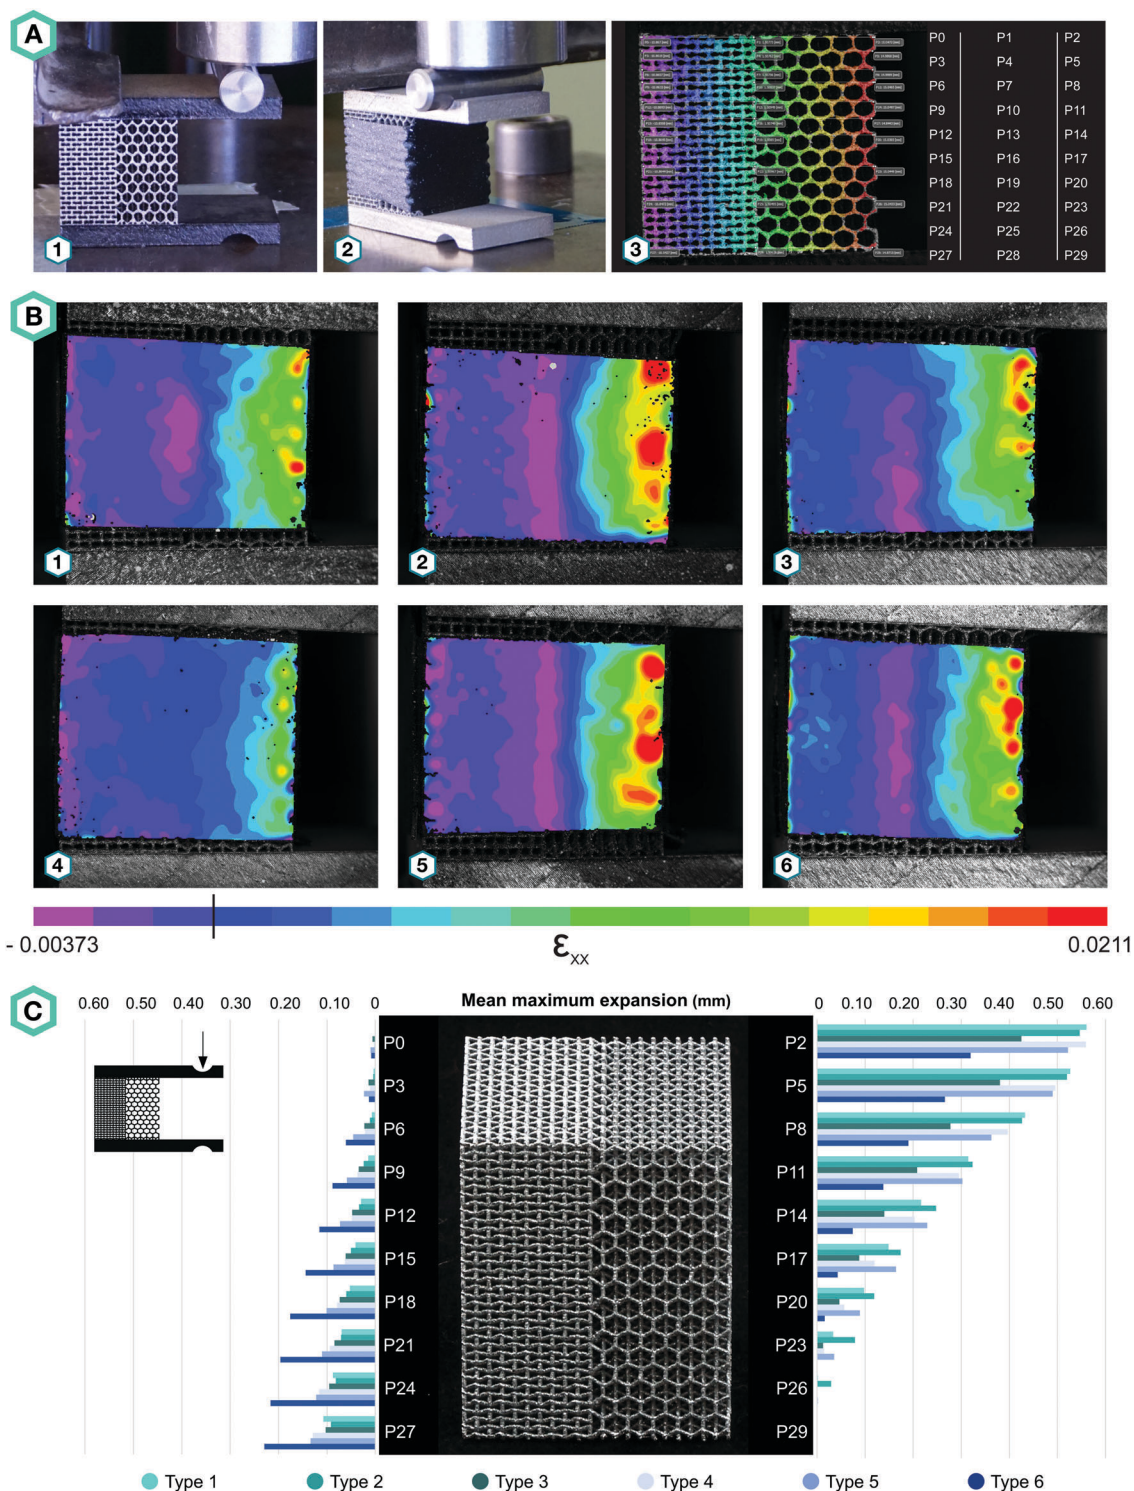 A
1
2
3
P0 P1 P2
P3 P4 P5
P6 P7 P8
P9 P10 P11
P12 P13 P14
P15 P16 P17
P18 P19 P20
P21 P22 P23
P24 P25 P26
P27 P28 P29
B
1
2
3
4
5
6
- 0.00373
εxx
0.0211
C
0.60 0.50 0.40 0.30 0.20 0.10 0
Mean maximum expansion (mm)
0 0.10 0.20 0.30 0.40 0.50 0.60
P0 P2
P3 P5
P6 P8
P9 P11
P12 P14
P15 P17
P18 P20
P21 P23
P24 P26
P27 P29
Type 1 Type 2 Type 3 Type 4 Type 5 Type 6